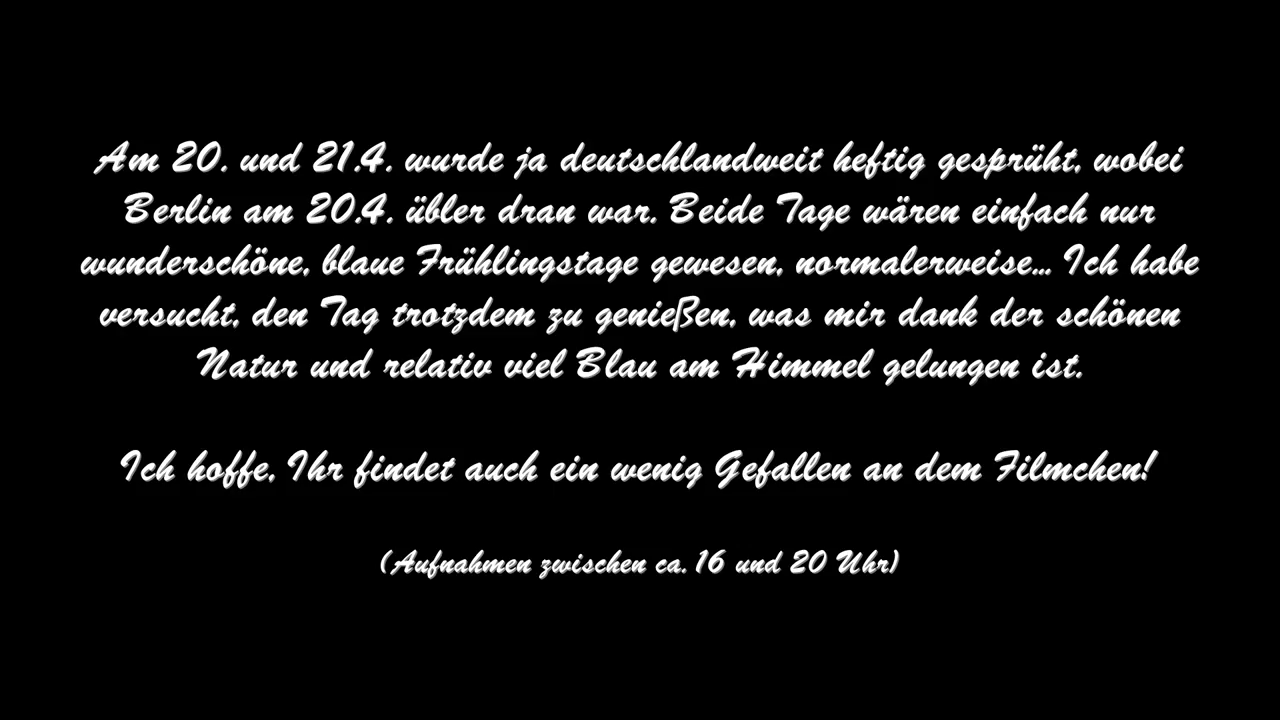 Am 20. und 21.4. wurde ja deutschlandweit heftig gesprüht, wobei
Berlin am 20.4. übler dran war. Beide Tage wären einfach nur
wunderschöne, blaue Frühlingstage gewesen, normalerweise... Ich habe
versucht, den Tag trotzdem zu genießen, was mir dank der schönen
Natur und relativ viel Blau am Himmel gelungen ist.
Ich hoffe, Ihr findet auch ein wenig Gefallen an dem Filmchen!
(Aufnahmen zwischen ca. 16 und 20 Uhr)